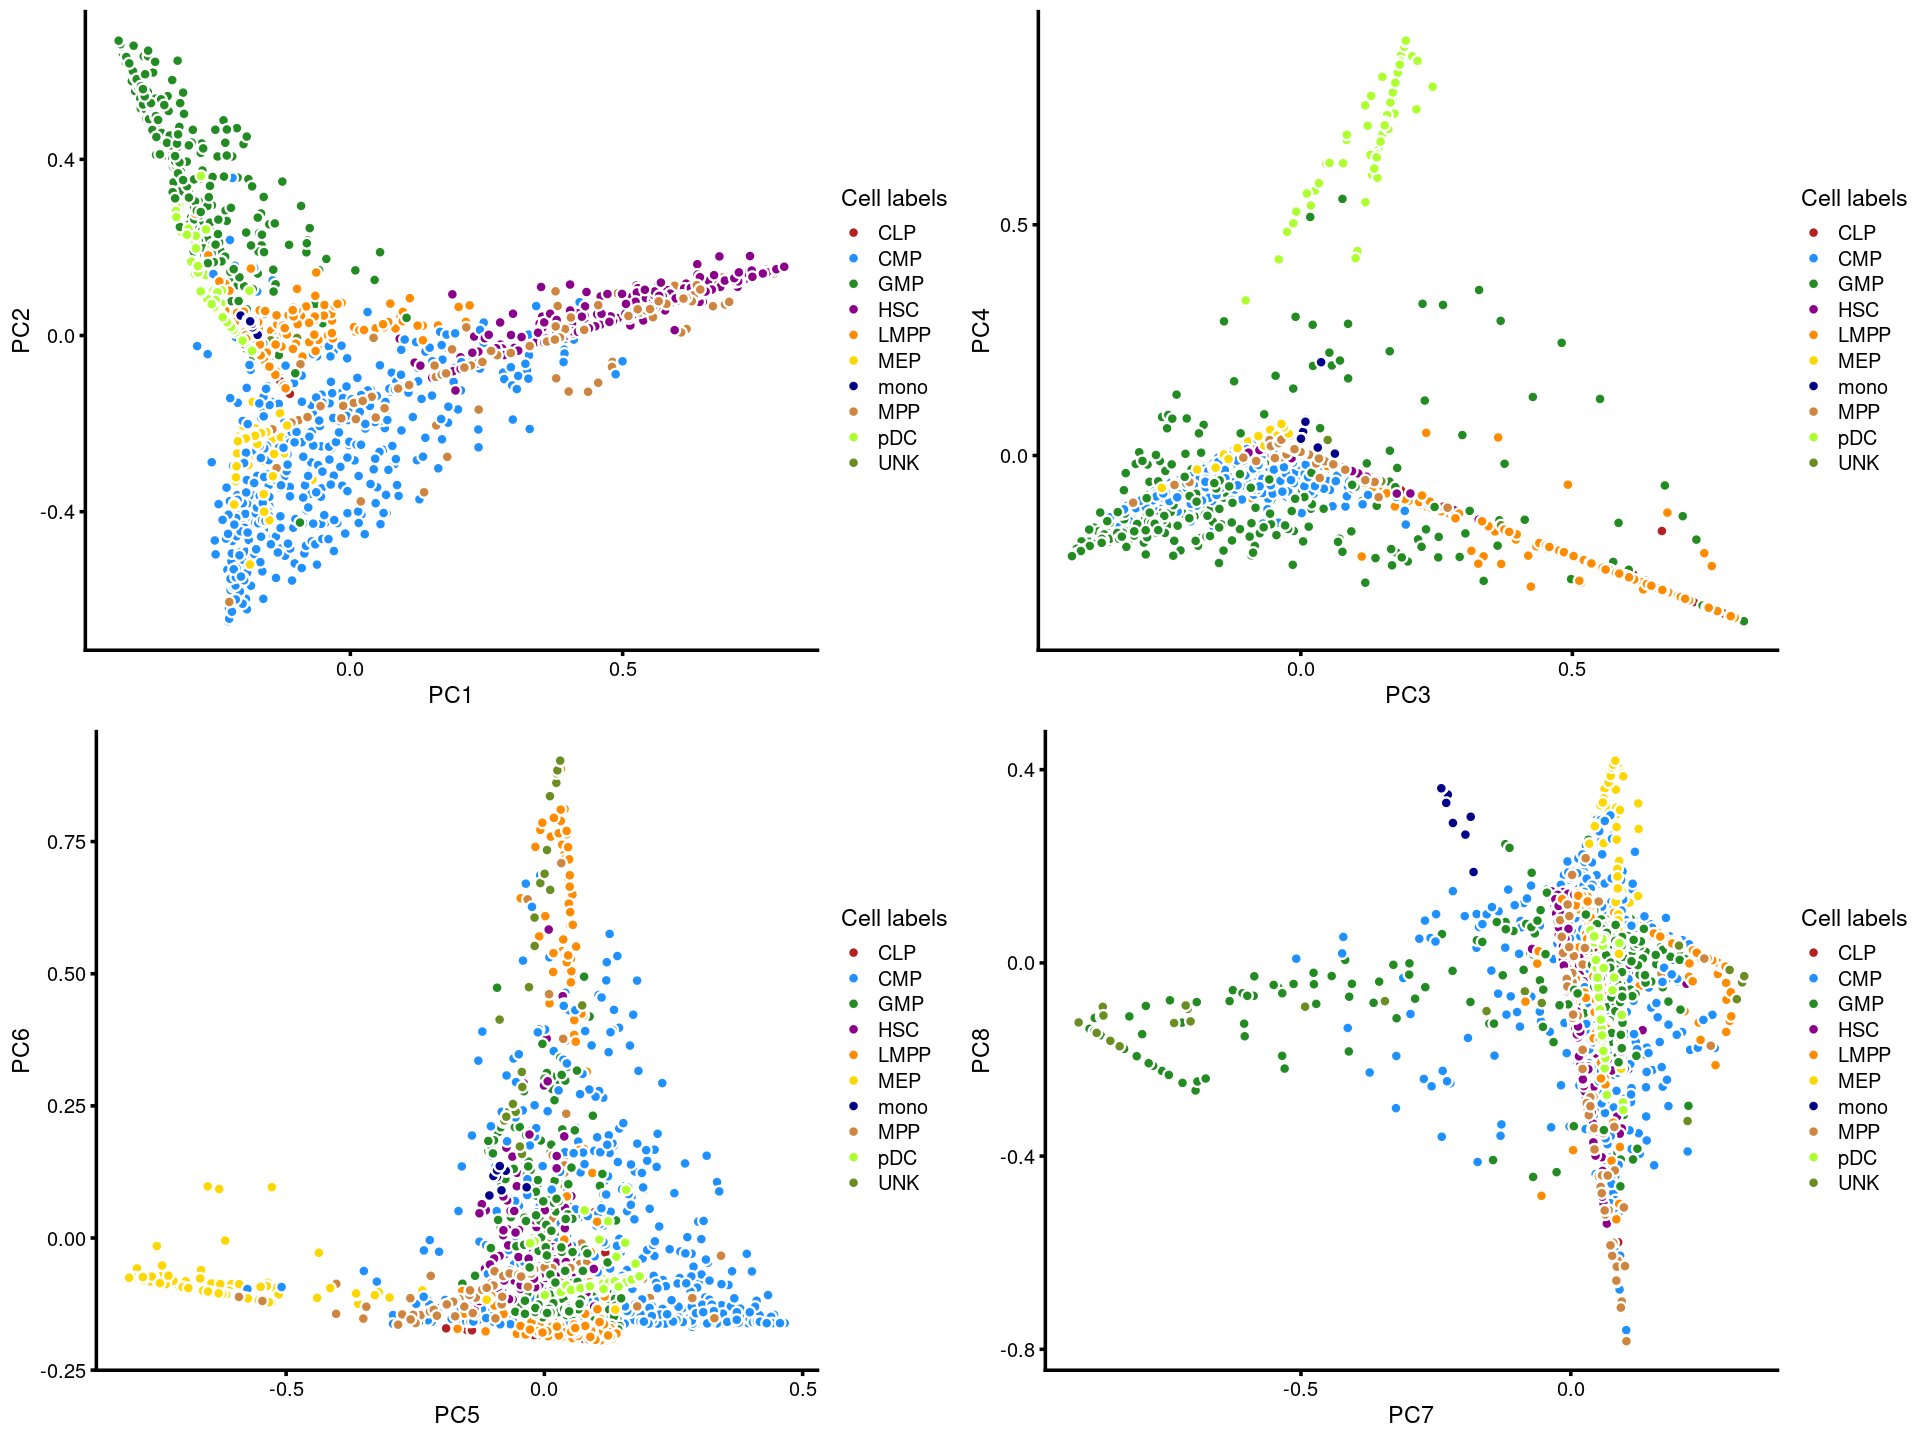 0.4
0.0
-0.4
PC2
0.0
0.5
PC1
Cell labels
CLP
CMP
GMP
HSC
LMPP
MEP
mono
MPP
pDC
UNK
0.5
0.0
PC4
0.0
0.5
PC3
Cell labels
CLP
CMP
GMP
HSC
LMPP
MEP
mono
MPP
pDC
UNK
0.75
0.50
0.25
0.00
-0.25
PC6
-0.5
0.0
0.5
PC5
Cell labels
CLP
CMP
GMP
HSC
LMPP
MEP
mono
MPP
pDC
UNK
0.4
0.0
-0.4
-0.8
PC8
-0.5
0.0
PC7
Cell labels
CLP
CMP
GMP
HSC
LMPP
MEP
mono
MPP
pDC
UNK